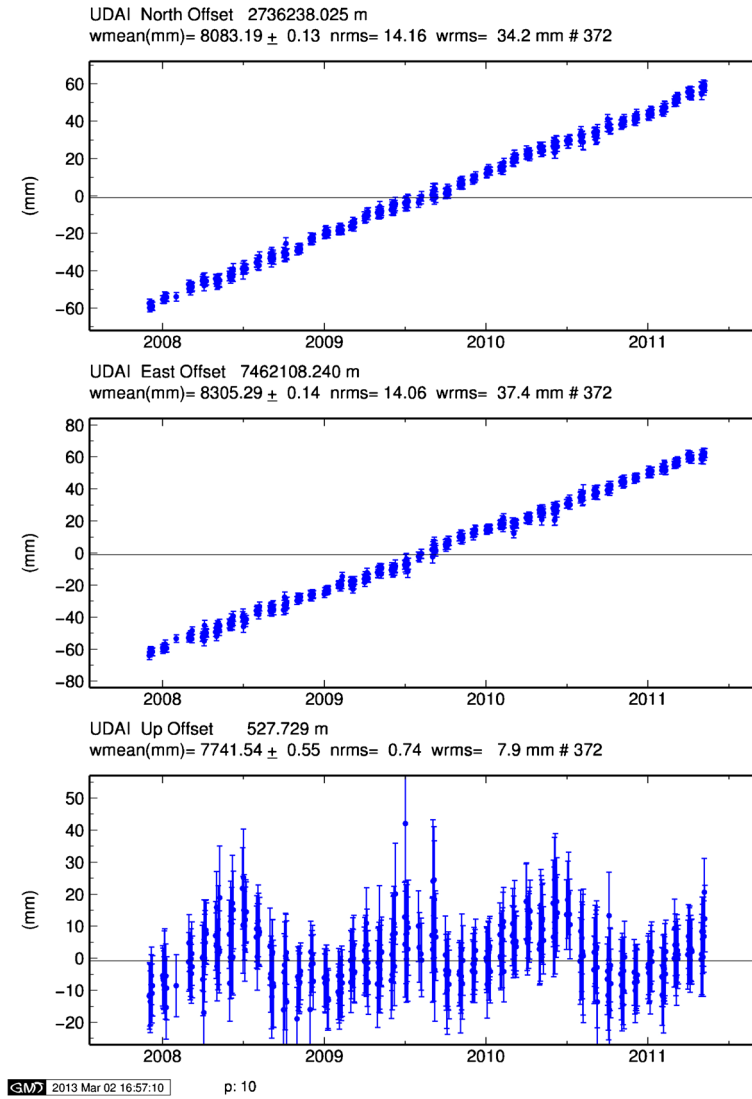 UDAI North Offset 2736238.025 m
wmean(mm)= 8083.19 ± 0.13 nrms= 14.16 wrms= 34.2 mm # 372
60
40
20
0
−20
−40
−60
(mm)
2008 2009 2010 2011
UDAI East Offset 7462108.240 m
wmean(mm)= 8305.29 ± 0.14 nrms= 14.06 wrms= 37.4 mm # 372
80
60
40
20
0
−20
−40
−60
−80
(mm)
2008 2009 2010 2011
UDAI Up Offset 527.729 m
wmean(mm)= 7741.54 ± 0.55 nrms= 0.74 wrms= 7.9 mm # 372
50
40
30
20
10
0
−10
−20
(mm)
2008 2009 2010 2011
GMT 2013 Mar 02 16:57:10 p: 10